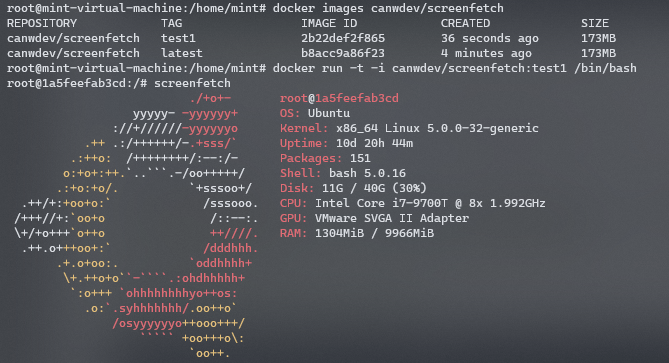 root@mint-virtual-machine:/home/mint# docker images canwdev/screenfetch
REPOSITORY          TAG                 IMAGE ID            CREATED             SIZE
canwdev/screenfetch test1               2b22def2f865        36 seconds ago      173MB
canwdev/screenfetch latest              b8acc9a86f23        4 minutes ago       173MB
root@mint-virtual-machine:/home/mint# docker run -t -i canwdev/screenfetch:test1 /bin/bash
root@1a5feefab3cd:/# screenfetch
                          ./+o+-       root@1a5feefab3cd
                  yyyyy- -yyyyyy+      OS: Ubuntu
               ://+//////-yyyyyyo      Kernel: x86_64 Linux 5.0.0-32-generic
           .++ .:/++++++/-.+sss/`      Uptime: 10d 20h 44m
         .:++o:  /++++++++/:--:/-      Packages: 151
        o:+o+:++.`..```.-/oo+++++/     Shell: bash 5.0.16
       .:+o:+o/.          `+sssoo+/    Disk: 11G / 40G (30%)
  .++/+:+oo+o:`             /sssooo.   CPU: Intel Core i7-9700T @ 8x 1.992GHz
 /+++//+:`oo+o               /::--:.   GPU: VMware SVGA II Adapter
 \+/+o+++`o++o               ++////.   RAM: 1304MiB / 9966MiB
  .++.o+++oo+:`             /dddhhh.
       .+.o+oo:.          `oddhhhh+
        \+.++o+o``-````.:ohdhhhhh+
         `:o+++ `ohhhhhhhhyo++os:
           .o:`.syhhhhhhh/.oo++o`
               /osyyyyyyo++ooo+++/
                   ````` +oo+++o\:
                          `oo++.